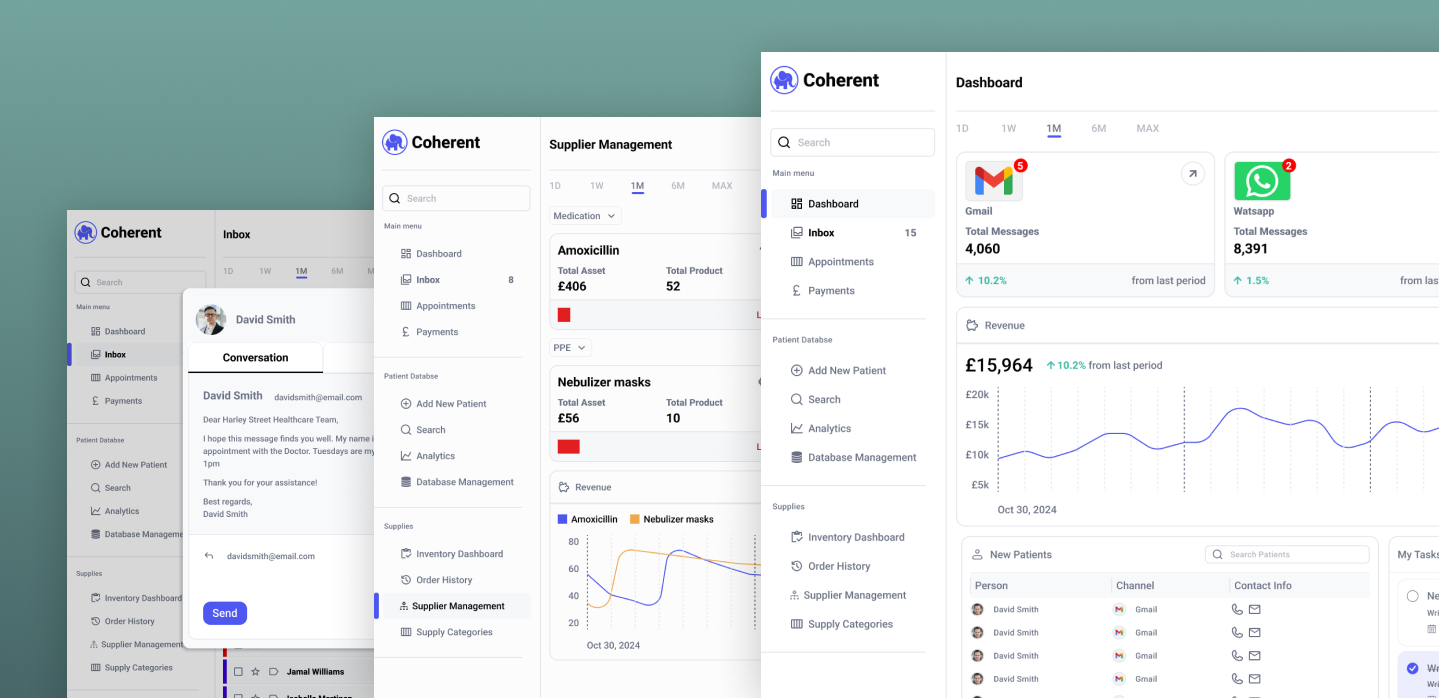 Coherent
Inbox
Search
1D 1W 1M 6M
Main menu
Dashboard
Inbox
Appointments
Payments
Patient Databse
Add New Patient
Search
Analytics
Database
Supplies
Inventory Dashboard
Order History
Supplier Management
Supply Categories
David Smith
Conversation
David Smith davidsmith@email.com
Dear Harley Street Healthcare Team,
I hope this message finds you well. My name
appointment with the Doctor. Tuesdays are my
1pm
Thank you for your assistance!
Best regards,
David Smith
davidsmith@email.com
Send
Jamal Williams
Coherent
Supplier Management
Search
1D 1W 1M 6M MAX
Main menu
Dashboard
Inbox 8
Appointments
Payments
Patient Databse
Add New Patient
Search
Analytics
Database Management
Supplies
Inventory Dashboard
Order History
Supplier Management
Supply Categories
Medication
Amoxicillin
Total Asset Total Product
£406 52
PPE
Nebulizer masks
Total Asset Total Product
£56 10
Revenue
Amoxicillin Nebulizer masks
80
60
40
20
Oct 30, 2024
Coherent
Dashboard
Search
1D 1W 1M 6M MAX
Main menu
Dashboard
Inbox 15
Appointments
Payments
Patient Databse
Add New Patient
Search
Analytics
Database Management
Supplies
Inventory Dashboard
Order History
Supplier Management
Supply Categories
5
Gmail
Total Messages
4,060
10.2% from last period
2
Watsapp
Total Messages
8,391
1.5% from
Revenue
£15,964 10.2% from last period
£20k
£15k
£10k
£5k
Oct 30, 2024
New Patients Search Patients
Person Channel Contact Info
David Smith Gmail
David Smith Gmail
David Smith Gmail
David Smith Gmail
My Tasks